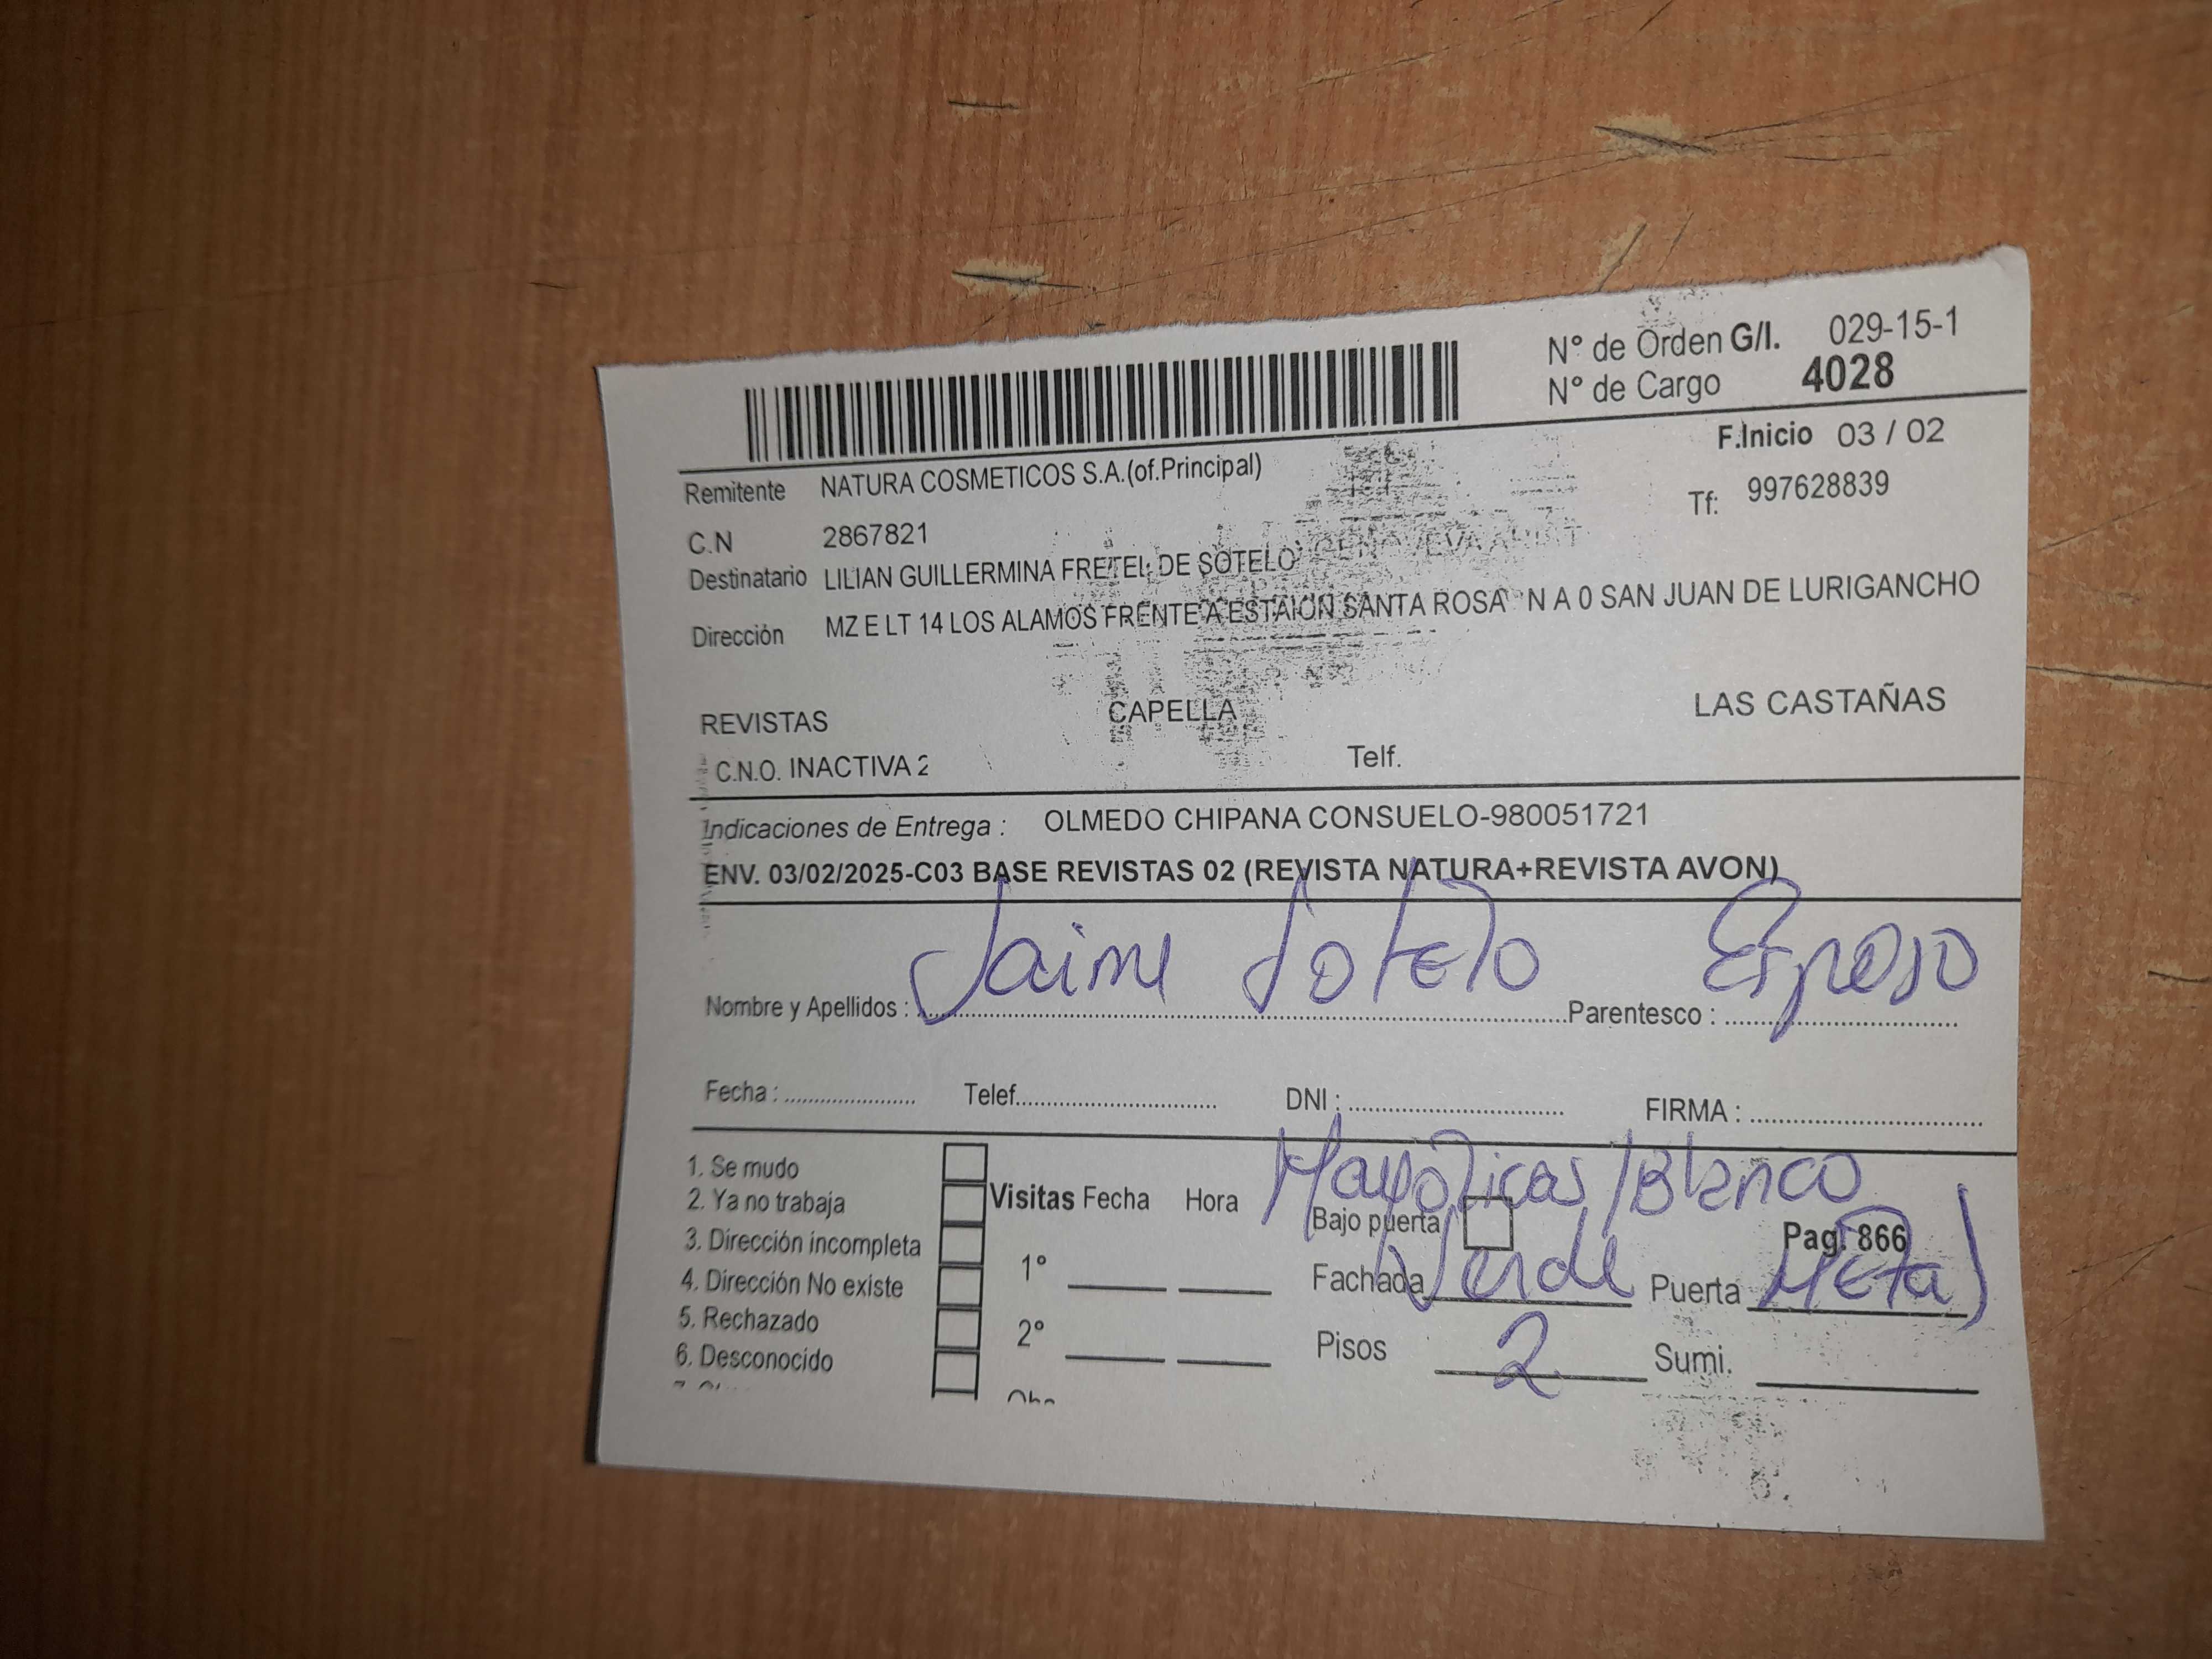 N° de Orden G/I. 029-15-1
N° de Cargo 4028
F.Inicio 03 / 02
Remitente NATURA COSMETICOS S.A.(of.Principal)
Tf: 997628839
C.N 2867821
Destinatario LILIAN GUILLERMINA FRETEL DE SOTELO
Dirección MZ E LT 14 LOS ALAMOS FRENTE A ESTAION SANTA ROSA N A 0 SAN JUAN DE LURIGANCHO
REVISTAS CAPELLA LAS CASTAÑAS
C.N.O. INACTIVA 2 Telf.
Indicaciones de Entrega : OLMEDO CHIPANA CONSUELO-980051721
ENV. 03/02/2025-C03 BASE REVISTAS 02 (REVISTA NATURA+REVISTA AVON)
Nombre y Apellidos : Jaime Sotelo Parentesco : Esposo
Fecha : Telef. DNI : FIRMA :
Mayólicas/Blanco
1. Se mudo
2. Ya no trabaja Visitas Fecha Hora Bajo puerta Pag. 866
3. Dirección incompleta
4. Dirección No existe 1° Fachada Verde Puerta Metal
5. Rechazado
6. Desconocido 2° Pisos 2 Sumi.